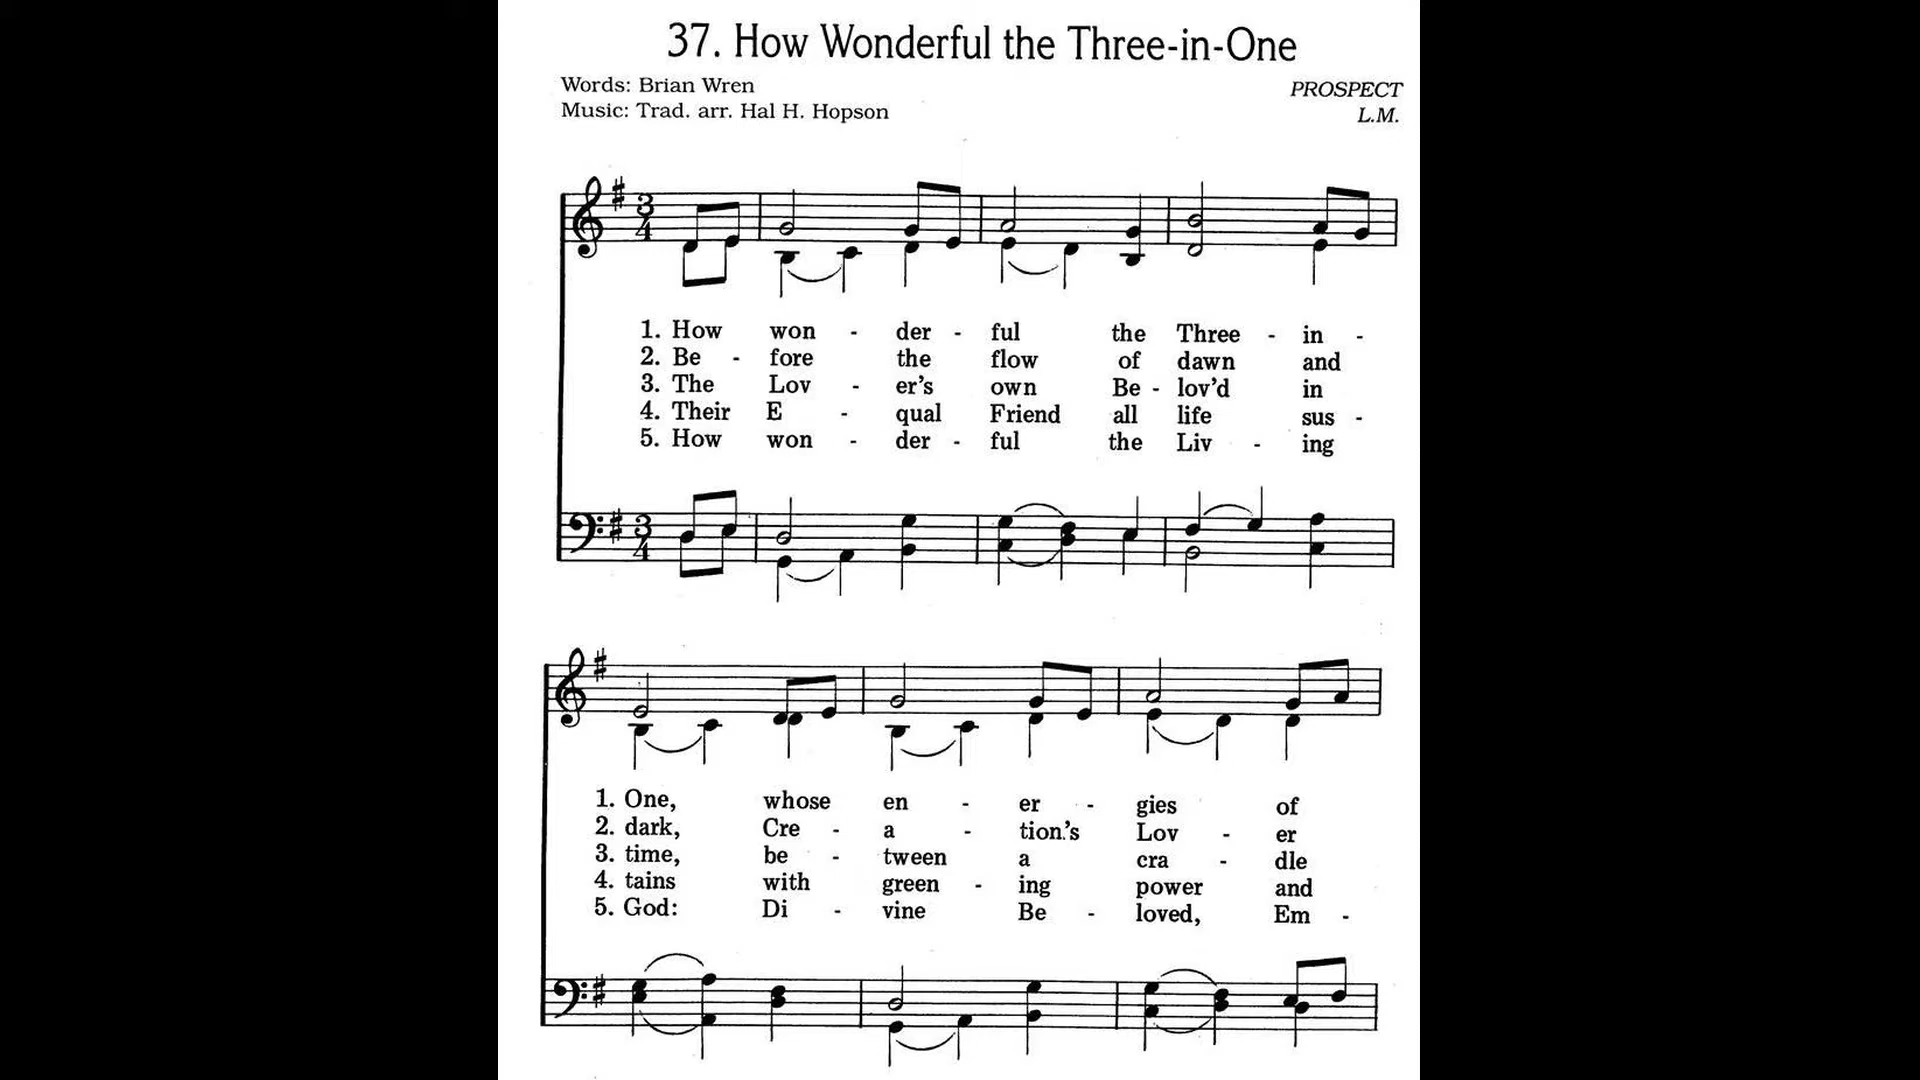 37. How Wonderful the Three-in-One
Words: Brian Wren
PROSPECT
Music: Trad. arr. Hal H. Hopson
L.M.
3
4
1. How won - der - ful the Three - in -
2. Be - fore the flow of dawn and
3. The Lov - er's own Be - lov'd in
4. Their E - qual Friend all life sus -
5. How won - der - ful the Liv - ing
3
4
1. One, whose en - er - gies of
2. dark, Cre - a - tion's Lov - er
3. time, be - tween a cra - dle
4. tains with green - ing power and
5. God: Di - vine Be - loved, Em -